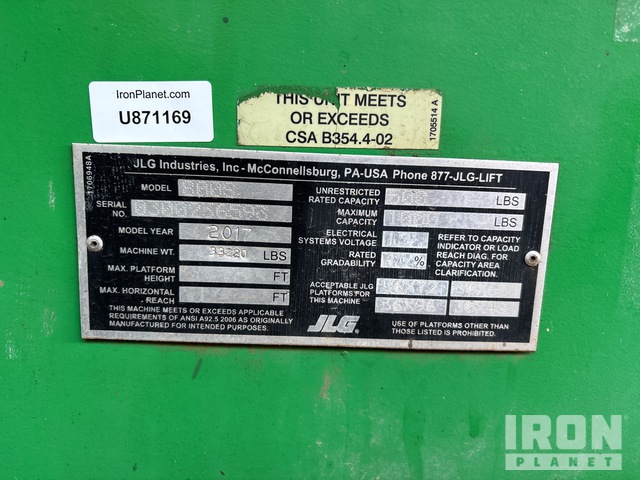 IronPlanet.com
U871169
THIS UNIT MEETS
OR EXCEEDS
CSA B354.4-02
1705514 A
1706948A
JLG Industries, Inc - McConnellsburg, PA-USA Phone 877-JLG-LIFT
MODEL
SERIAL
NO.
MODEL YEAR 2017
MACHINE WT. 33220 LBS
MAX. PLATFORM
HEIGHT FT
MAX. HORIZONTAL
REACH FT
THIS MACHINE MEETS OR EXCEEDS APPLICABLE
REQUIREMENTS OF ANSI A92.5 2006 AS ORIGINALLY
MANUFACTURED FOR INTENDED PURPOSES.
UNRESTRICTED
RATED CAPACITY LBS
MAXIMUM
CAPACITY LBS
ELECTRICAL
SYSTEMS VOLTAGE
RATED
GRADABILITY %
REFER TO CAPACITY
INDICATOR OR LOAD
REACH DIAG. FOR
CAPACITY AREA
CLARIFICATION.
ACCEPTABLE JLG
PLATFORMS FOR
THIS MACHINE
JLG
USE OF PLATFORMS OTHER THAN
THOSE LISTED IS PROHIBITED.
IRON
PLANET